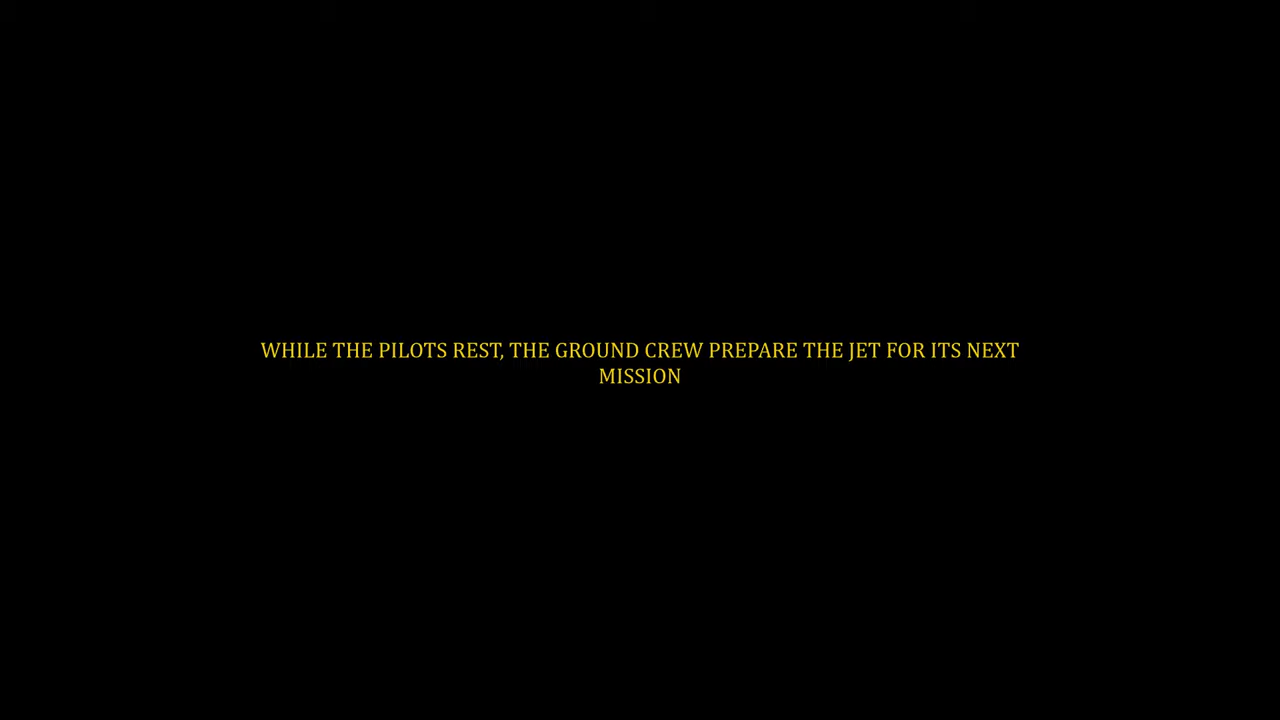 WHILE THE PILOTS REST, THE GROUND CREW PREPARE THE JET FOR ITS NEXT
MISSION